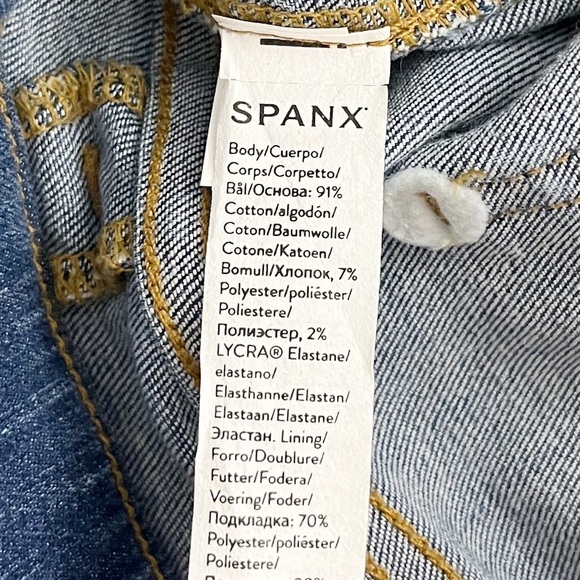 SPANX
Body/Cuerpo/
Corps/Corpetto/
Bål/Основа: 91%
Cotton/algodón/
Coton/Baumwolle/
Cotone/Katoen/
Bomull/Хлопок, 7%
Polyester/poliéster/
Poliestere/
Полиэстер, 2%
LYCRA® Elastane/
elastano/
Elasthanne/Elastan/
Elastaan/Elastane/
Эластан. Lining/
Forro/Doublure/
Futter/Fodera/
Voering/Foder/
Подкладка: 70%
Polyester/poliéster/
Poliestere/